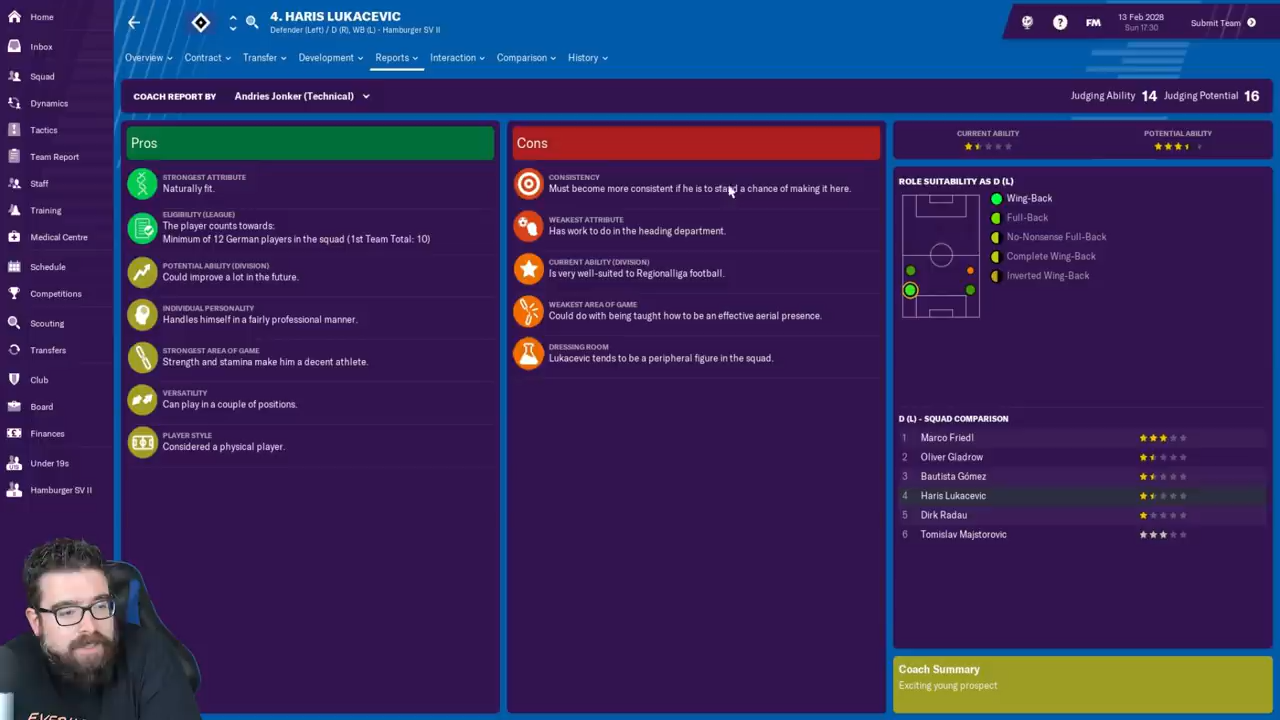 Home
Inbox
Squad
Dynamics
Tactics
Team Report
Staff
Training
Medical Centre
Schedule
Competitions
Scouting
Transfers
Club
Board
Finances
Under 19s
Hamburger SV II
4. HARIS LUKACEVIC
Defender (Left) / D (R), WB (L) - Hamburger SV II
FM
13 Feb 2028
Sun 17:30
Submit Team
Overview
Contract
Transfer
Development
Reports
Interaction
Comparison
History
COACH REPORT BY Andries Jonker (Technical)
Judging Ability 14 Judging Potential 16
Pros
STRONGEST ATTRIBUTE
Naturally fit.
ELIGIBILITY (LEAGUE)
The player counts towards:
Minimum of 12 German players in the squad (1st Team Total: 10)
POTENTIAL ABILITY (DIVISION)
Could improve a lot in the future.
INDIVIDUAL PERSONALITY
Handles himself in a fairly professional manner.
STRONGEST AREA OF GAME
Strength and stamina make him a decent athlete.
VERSATILITY
Can play in a couple of positions.
PLAYER STYLE
Considered a physical player.
Cons
CONSISTENCY
Must become more consistent if he is to stand a chance of making it here.
WEAKEST ATTRIBUTE
Has work to do in the heading department.
CURRENT ABILITY (DIVISION)
Is very well-suited to Regionalliga football.
WEAKEST AREA OF GAME
Could do with being taught how to be an effective aerial presence.
DRESSING ROOM
Lukacevic tends to be a peripheral figure in the squad.
CURRENT ABILITY
POTENTIAL ABILITY
ROLE SUITABILITY AS D (L)
Wing-Back
Full-Back
No-Nonsense Full-Back
Complete Wing-Back
Inverted Wing-Back
D (L) - SQUAD COMPARISON
1 Marco Friedl
2 Oliver Gladrow
3 Bautista Gómez
4 Haris Lukacevic
5 Dirk Radau
6 Tomislav Majstorovic
Coach Summary
Exciting young prospect